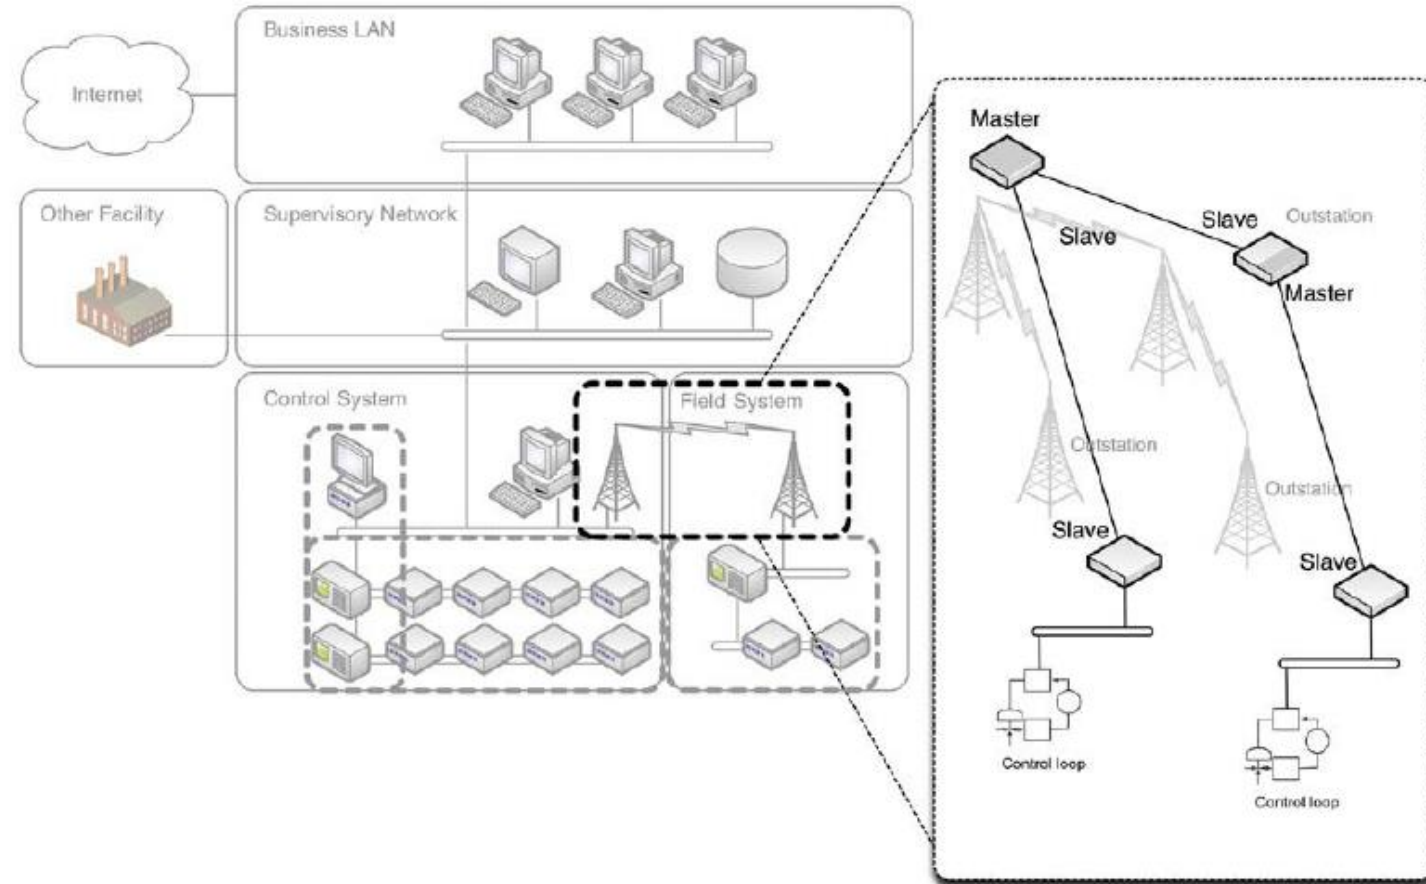 Business LAN
Internet
Other Facility
Supervisory Network
Control System
Field System
Master
Slave
Outstation
Slave
Master
Outstation
Outstation
Slave
Slave
Control loop
Control loop